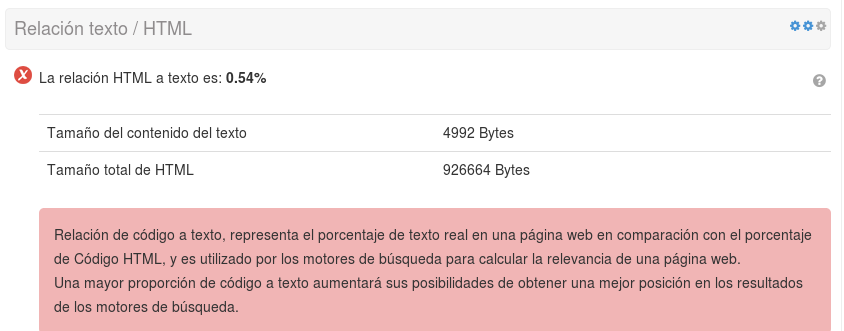 Relación texto / HTML
X La relación HTML a texto es: 0.54%
?
Tamaño del contenido del texto 4992 Bytes
Tamaño total de HTML 926664 Bytes
Relación de código a texto, representa el porcentaje de texto real en una página web en comparación con el porcentaje
de Código HTML, y es utilizado por los motores de búsqueda para calcular la relevancia de una página web.
Una mayor proporción de código a texto aumentará sus posibilidades de obtener una mejor posición en los resultados
de los motores de búsqueda.